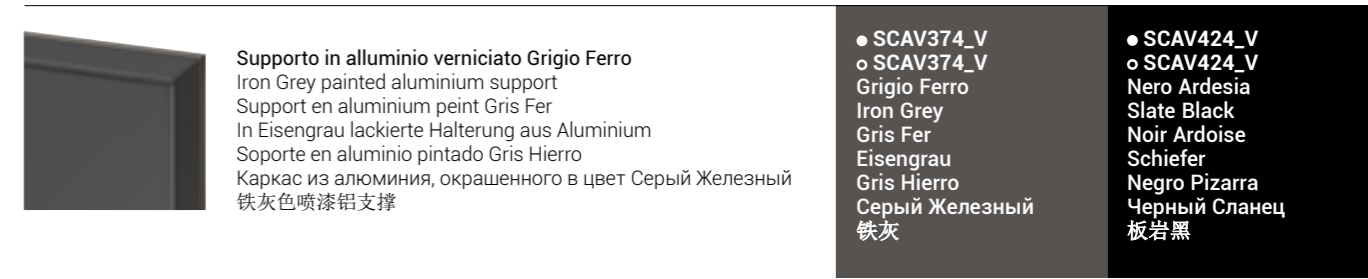 Supporto in alluminio verniciato Grigio Ferro
Iron Grey painted aluminium support
Support en aluminium peint Gris Fer
In Eisengrau lackierte Halterung aus Aluminium
Soporte en aluminio pintado Gris Hierro
Каркас из алюминия, окрашенного в цвет Серый Железный
铁灰色喷漆铝支撑
● SCAV374_V
○ SCAV374_V
Grigio Ferro
Iron Grey
Gris Fer
Eisengrau
Gris Hierro
Серый Железный
铁灰
● SCAV424_V
○ SCAV424_V
Nero Ardesia
Slate Black
Noir Ardoise
Schiefer
Negro Pizarra
Черный Сланец
板岩黑